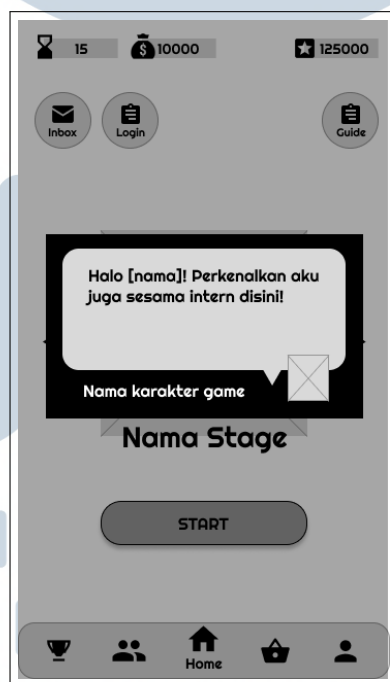 15 10000 125000
Inbox Login Guide
Halo [nama]! Perkenalkan aku
juga sesama intern disini!
Nama karakter game
Nama Stage
START
Home